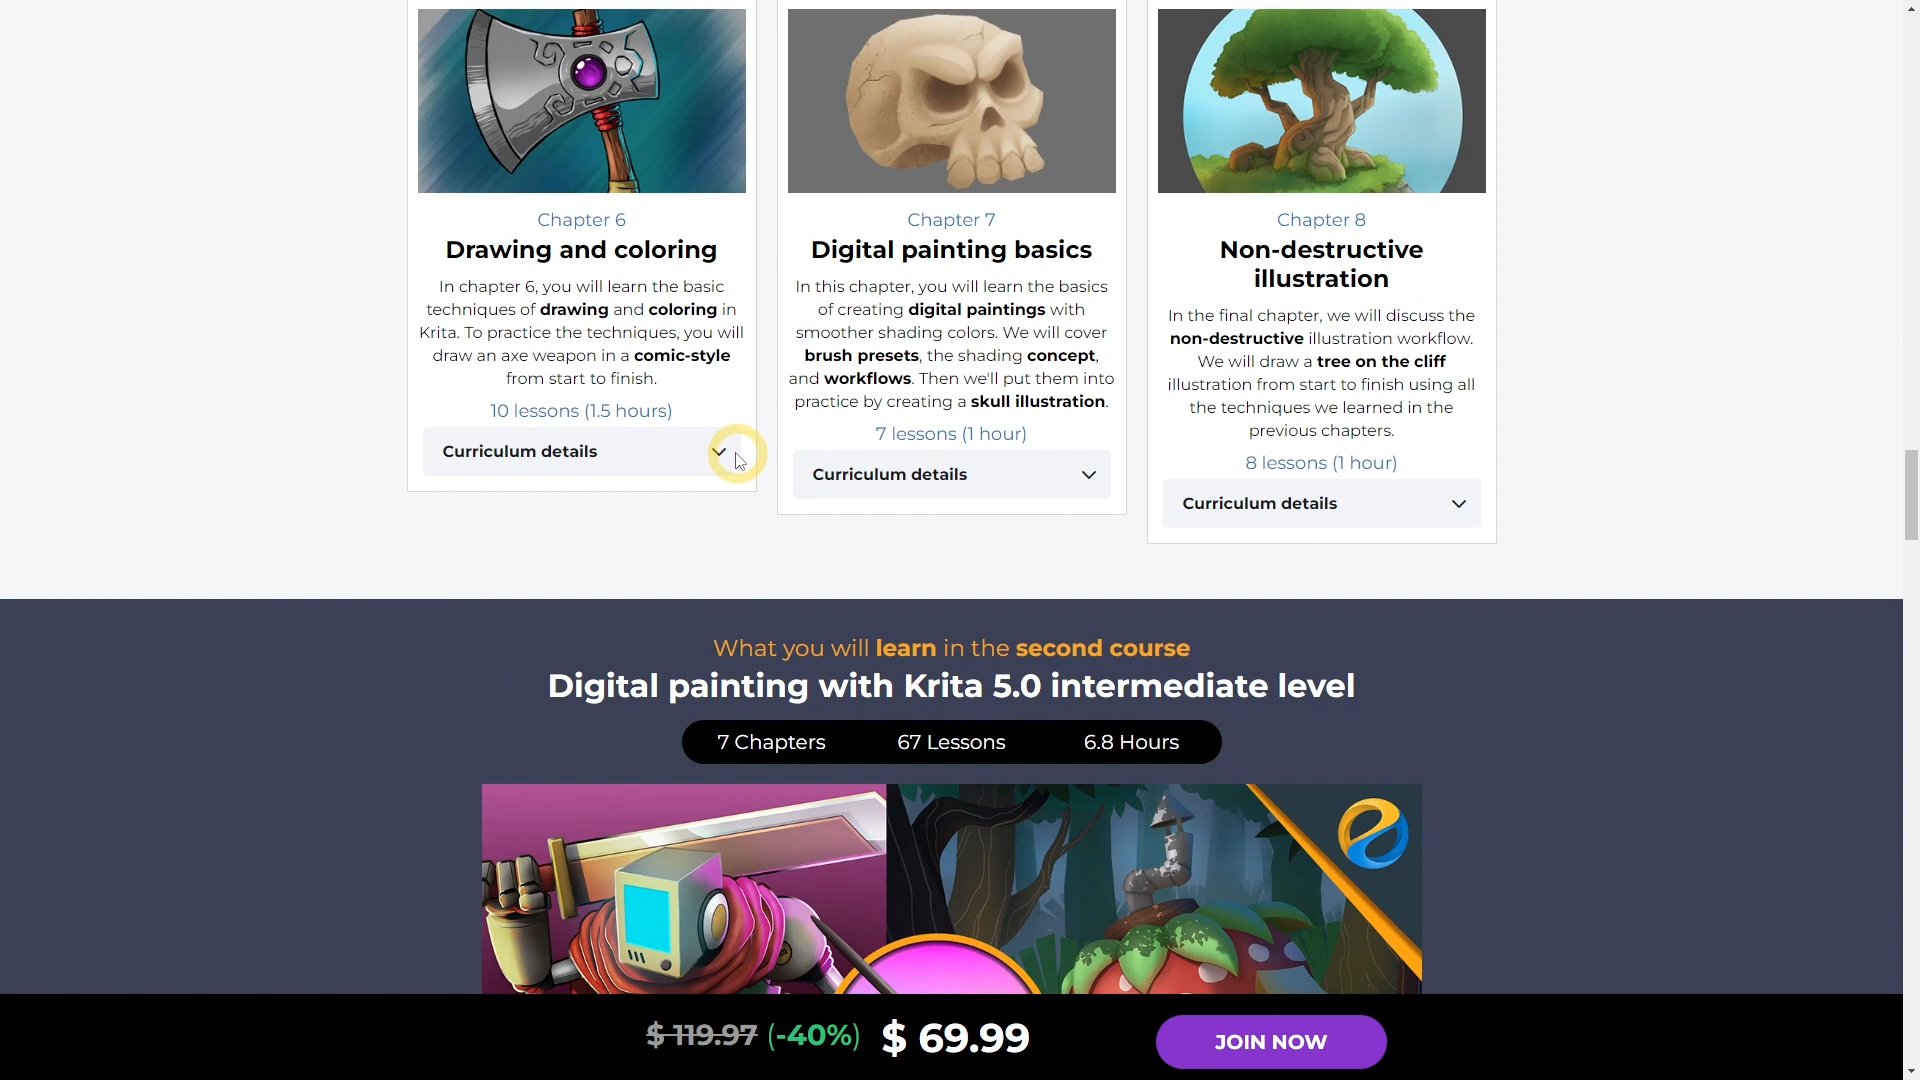 Chapter 6
Drawing and coloring
In chapter 6, you will learn the basic
techniques of drawing and coloring in
Krita. To practice the techniques, you will
draw an axe weapon in a comic-style
from start to finish.
10 lessons (1.5 hours)
Curriculum details
Chapter 7
Digital painting basics
In this chapter, you will learn the basics
of creating digital paintings with
smoother shading colors. We will cover
brush presets, the shading concept,
and workflows. Then we'll put them into
practice by creating a skull illustration.
7 lessons (1 hour)
Curriculum details
Chapter 8
Non-destructive
illustration
In the final chapter, we will discuss the
non-destructive illustration workflow.
We will draw a tree on the cliff
illustration from start to finish using all
the techniques we learned in the
previous chapters.
8 lessons (1 hour)
Curriculum details
What you will learn in the second course
Digital painting with Krita 5.0 intermediate level
7 Chapters 67 Lessons 6.8 Hours
$ 119.97 (-40%) $ 69.99 JOIN NOW